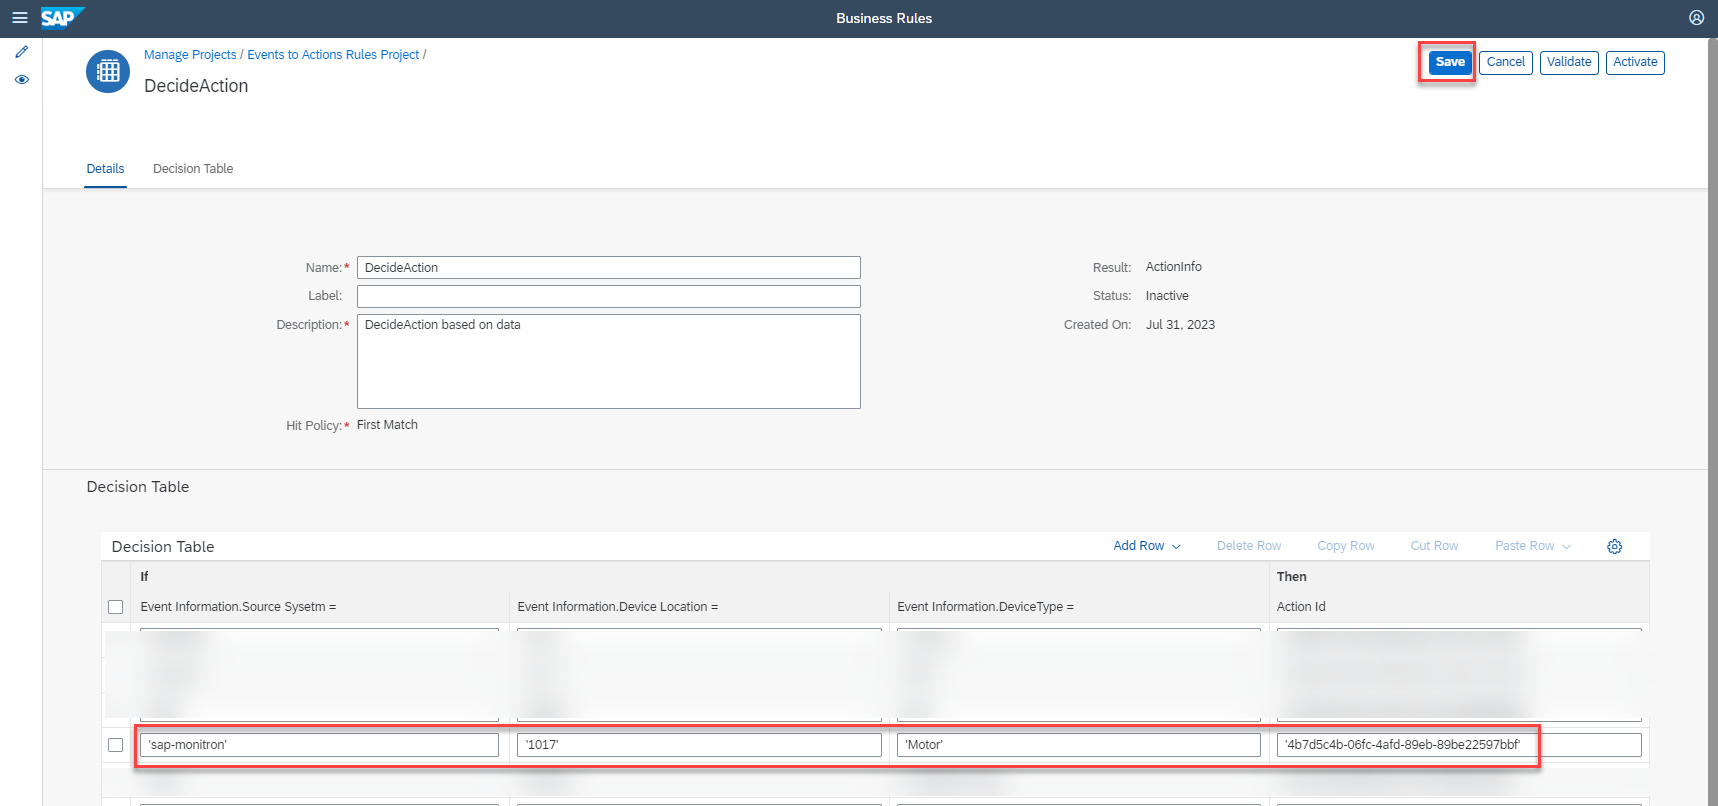 SAP
Business Rules
Manage Projects / Events to Actions Rules Project /
DecideAction
Save Cancel Validate Activate
Details Decision Table
Name:* DecideAction
Label:
Description:* DecideAction based on data
Hit Policy:* First Match
Result: ActionInfo
Status: Inactive
Created On: Jul 31, 2023
Decision Table
Decision Table
Add Row Delete Row Copy Row Cut Row Paste Row
If Then
Event Information.Source Sysetm = Event Information.Device Location = Event Information.DeviceType = Action Id
'sap-monitron' '1017' 'Motor' '4b7d5c4b-06fc-4afd-89eb-89be22597bbf'